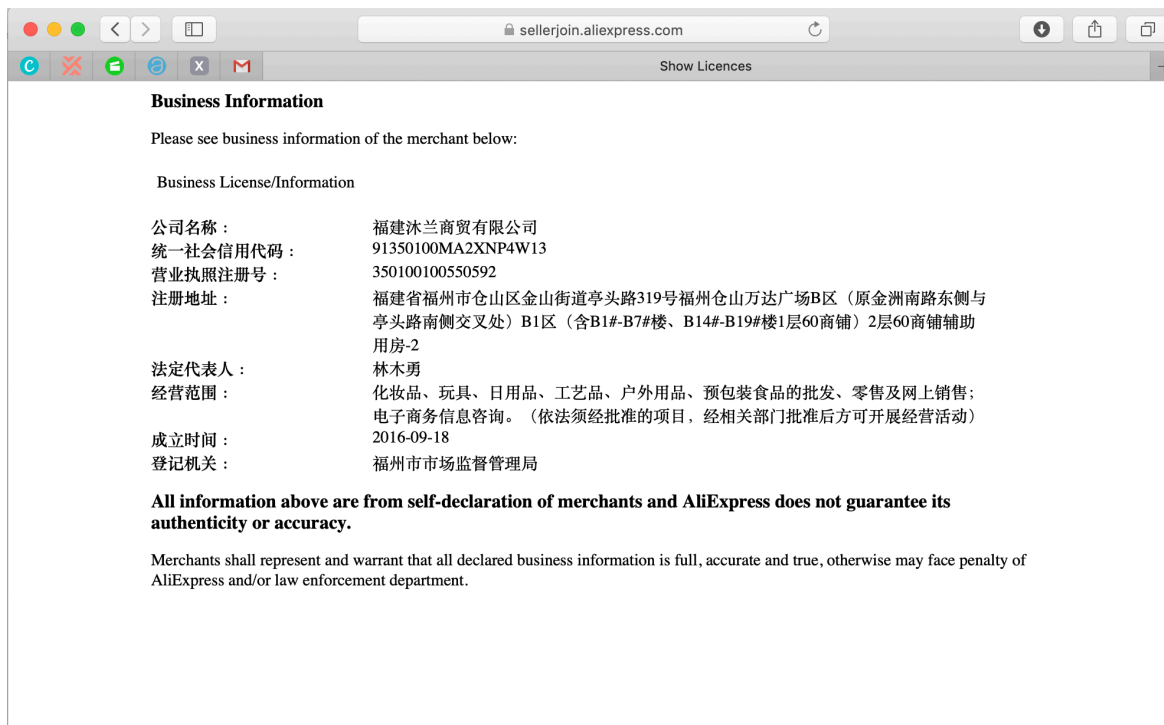 sellerjoin.aliexpress.com
C
X
Show Licences
Business Information
Please see business information of the merchant below:
Business License/Information
公司名称： 福建沐兰商贸有限公司
统一社会信用代码： 91350100MA2XNP4W13
营业执照注册号： 350100100550592
注册地址： 福建省福州市仓山区金山街道亭头路319号福州仓山万达广场B区（原金洲南路东侧与
亭头路南侧交叉处）B1区（含B1#-B7#楼、B14#-B19#楼1层60商铺）2层60商铺辅助
用房-2
法定代表人： 林木勇
经营范围： 化妆品、玩具、日用品、工艺品、户外用品、预包装食品的批发、零售及网上销售；
电子商务信息咨询。（依法须经批准的项目，经相关部门批准后方可开展经营活动）
成立时间： 2016-09-18
登记机关： 福州市市场监督管理局
All information above are from self-declaration of merchants and AliExpress does not guarantee its
authenticity or accuracy.
Merchants shall represent and warrant that all declared business information is full, accurate and true, otherwise may face penalty of
AliExpress and/or law enforcement department.